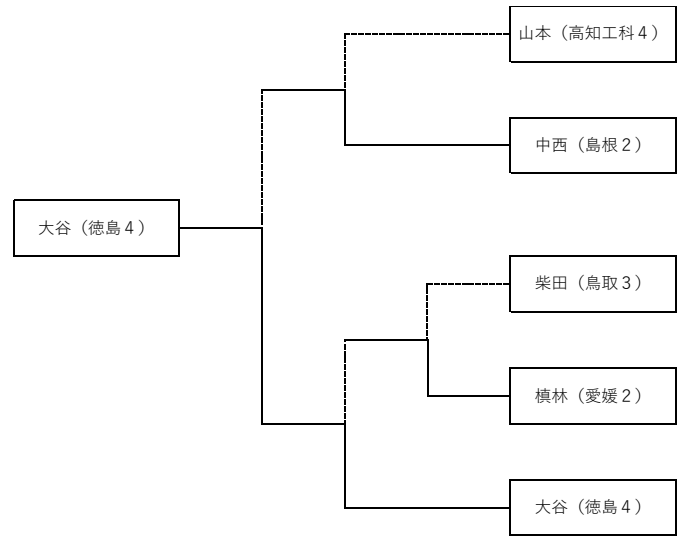 山本（高知工科４）
中西（島根２）
大谷（徳島４）
柴田（鳥取３）
槙林（愛媛２）
大谷（徳島４）